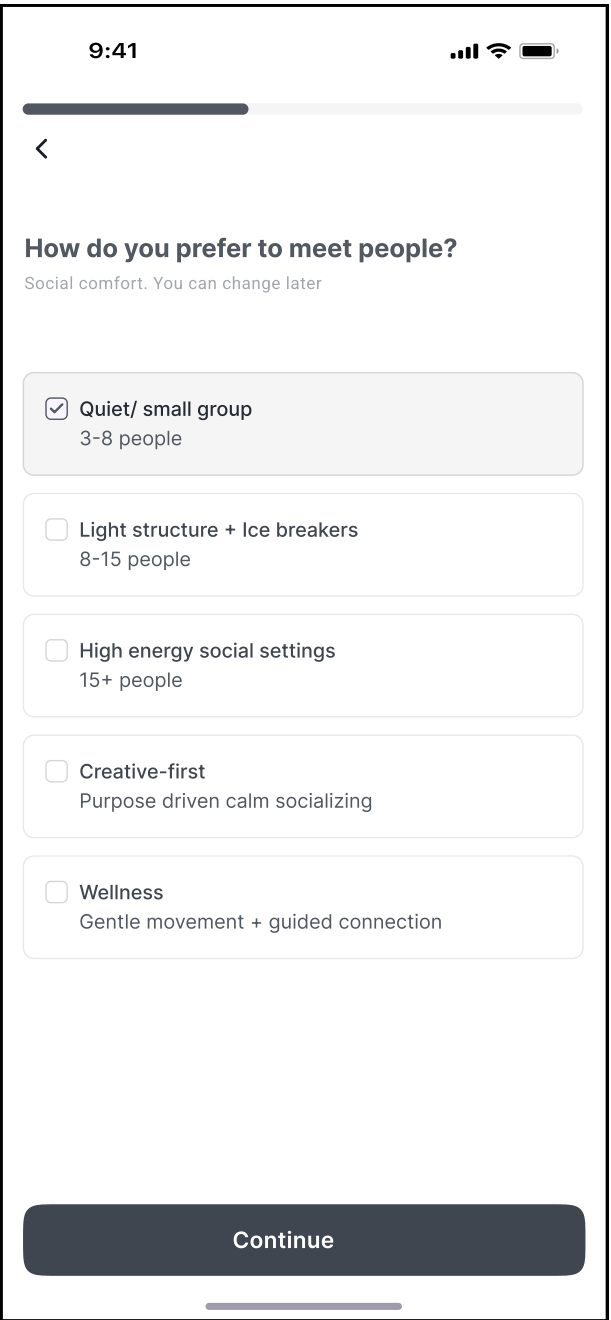 9:41
How do you prefer to meet people?
Social comfort. You can change later
Quiet/ small group
3-8 people
Light structure + Ice breakers
8-15 people
High energy social settings
15+ people
Creative-first
Purpose driven calm socializing
Wellness
Gentle movement + guided connection
Continue